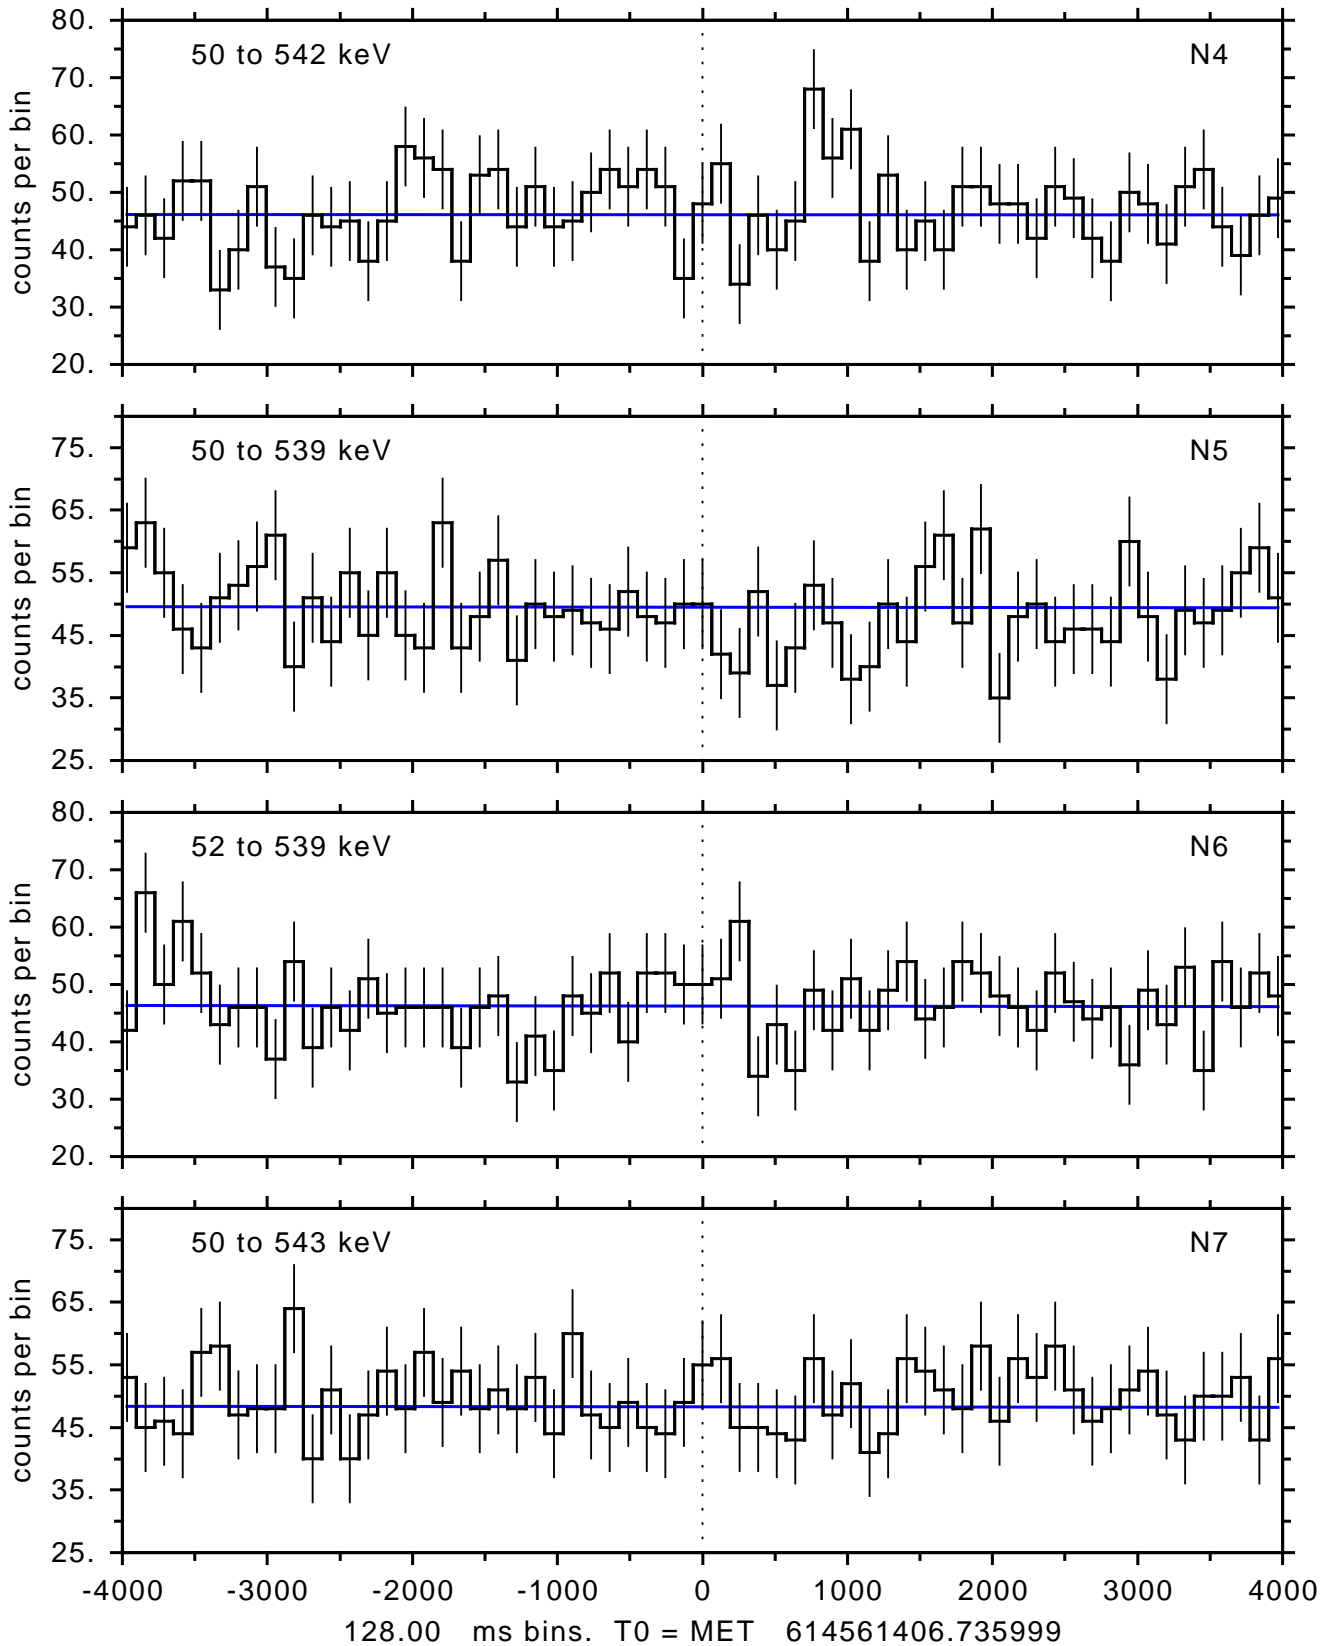 80.
50 to 542 keV N4
70.
60.
50.
40.
30.
20.
counts per bin
50 to 539 keV N5
75.
65.
55.
45.
35.
25.
counts per bin
80.
52 to 539 keV N6
70.
60.
50.
40.
30.
20.
counts per bin
50 to 543 keV N7
75.
65.
55.
45.
35.
25.
counts per bin
-4000 -3000 -2000 -1000 0 1000 2000 3000 4000
128.00 ms bins. T0 = MET 614561406.735999